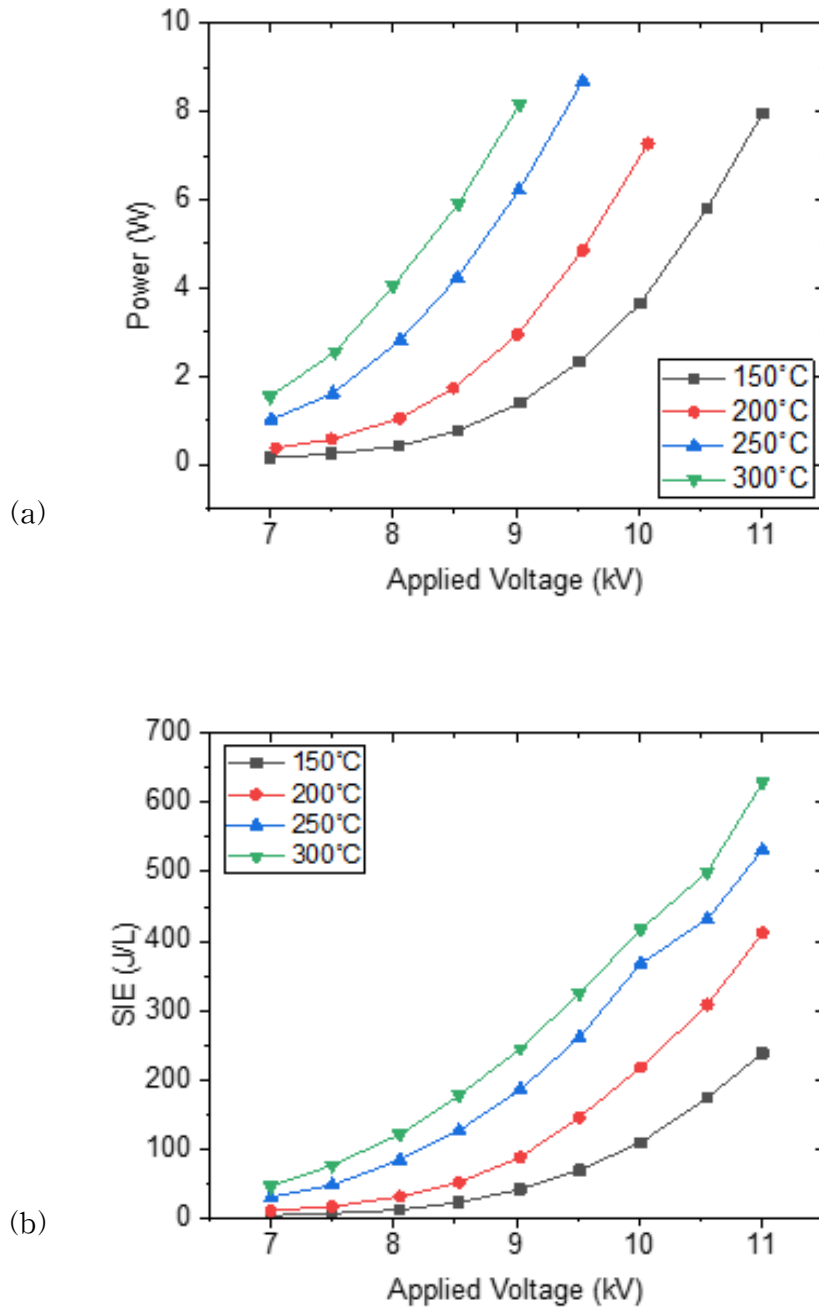 10
8
6
4
2
0
Power (W)
7 8 9 10 11
Applied Voltage (kV)
150°C
200°C
250°C
300°C
(a)
700
600
500
400
300
200
100
0
SIE (J/L)
150℃
200℃
250℃
300℃
7 8 9 10 11
Applied Voltage (kV)
(b)